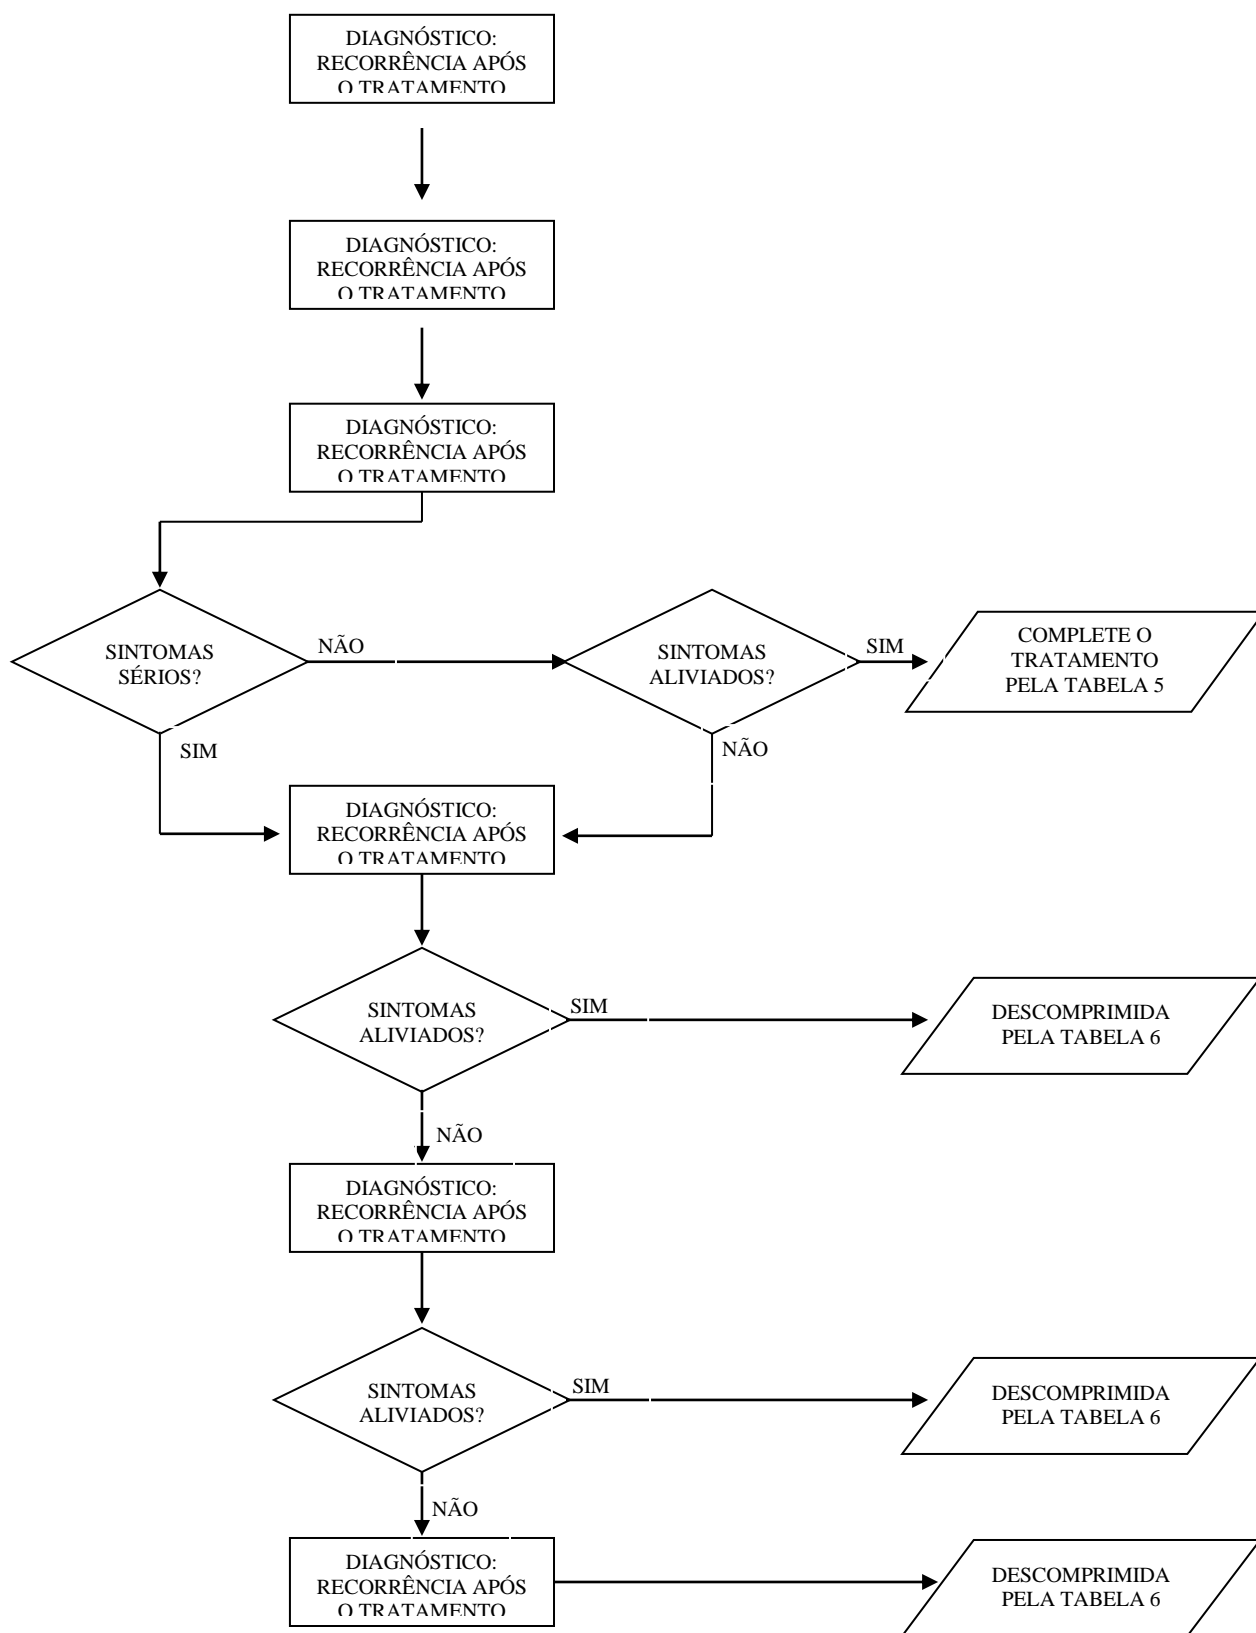 DIAGNÓSTICO:
RECORRÊNCIA APÓS
O TRATAMENTO
DIAGNÓSTICO:
RECORRÊNCIA APÓS
O TRATAMENTO
DIAGNÓSTICO:
RECORRÊNCIA APÓS
O TRATAMENTO
SINTOMAS
SÉRIOS?
NÃO
SINTOMAS
ALIVIADOS?
SIM
COMPLETE O
TRATAMENTO
PELA TABELA 5
SIM
NÃO
DIAGNÓSTICO:
RECORRÊNCIA APÓS
O TRATAMENTO
SINTOMAS
ALIVIADOS?
SIM
DESCOMPRIMIDA
PELA TABELA 6
NÃO
DIAGNÓSTICO:
RECORRÊNCIA APÓS
O TRATAMENTO
SINTOMAS
ALIVIADOS?
SIM
DESCOMPRIMIDA
PELA TABELA 6
NÃO
DIAGNÓSTICO:
RECORRÊNCIA APÓS
O TRATAMENTO
DESCOMPRIMIDA
PELA TABELA 6